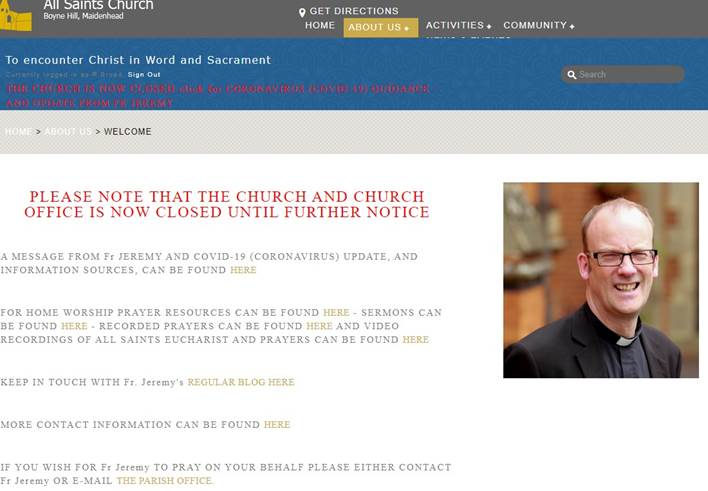 All Saints Church
Boyne Hill, Maidenhead
GET DIRECTIONS
HOME ABOUT US + ACTIVITIES + COMMUNITY +
NEWS & EVENTS
To encounter Christ in Word and Sacrament
Currently logged in as R Broad. Sign Out
Search
THE CHURCH IS NOW CLOSED click for CORONAVIRUS (COVID-19) GUIDANCE
AND UPDATE FROM FR JEREMY
HOME > ABOUT US > WELCOME
PLEASE NOTE THAT THE CHURCH AND CHURCH
OFFICE IS NOW CLOSED UNTIL FURTHER NOTICE
A MESSAGE FROM Fr JEREMY AND COVID-19 (CORONAVIRUS) UPDATE, AND
INFORMATION SOURCES, CAN BE FOUND HERE
FOR HOME WORSHIP PRAYER RESOURCES CAN BE FOUND HERE - SERMONS CAN
BE FOUND HERE - RECORDED PRAYERS CAN BE FOUND HERE AND VIDEO
RECORDINGS OF ALL SAINTS EUCHARIST AND PRAYERS CAN BE FOUND HERE
KEEP IN TOUCH WITH Fr. Jeremy's REGULAR BLOG HERE
MORE CONTACT INFORMATION CAN BE FOUND HERE
IF YOU WISH FOR Fr Jeremy TO PRAY ON YOUR BEHALF PLEASE EITHER CONTACT
Fr Jeremy OR E-MAIL THE PARISH OFFICE.